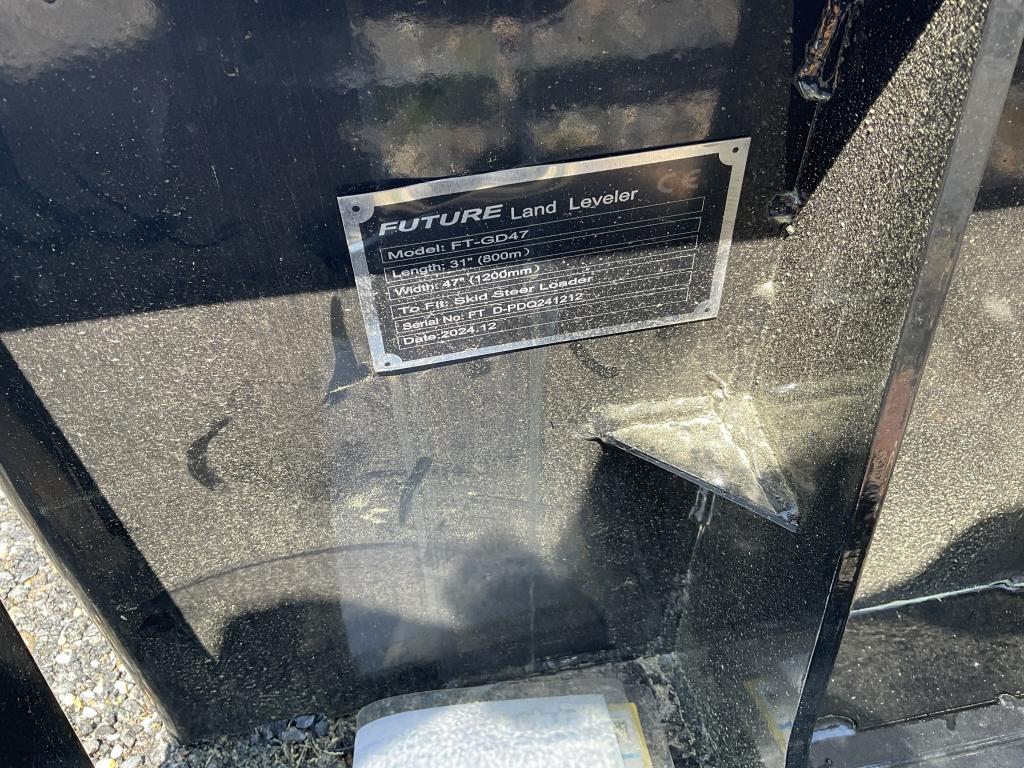 FUTURE Land Leveler CE
Model: FT-GD47
Length: 31" (800m)
Width: 47" (1200mm)
To Fit: Skid Steer Loader
Serial No: FT D-PDQ241212
Date:2024.12